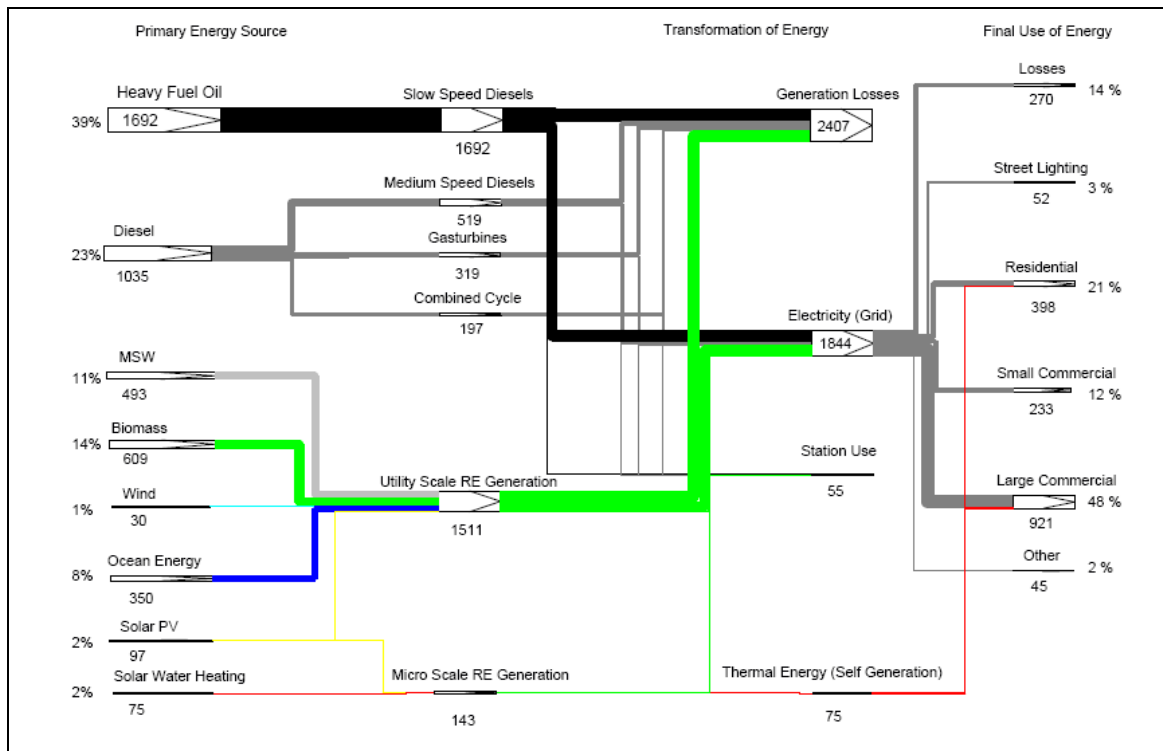 Primary Energy Source
Transformation of Energy
Final Use of Energy
Heavy Fuel Oil
39%
1692
Slow Speed Diesels
1692
Generation Losses
2407
Losses
270
14 %
Medium Speed Diesels
519
Street Lighting
52
3 %
Diesel
23%
1035
Gasturbines
319
Residential
398
21 %
Combined Cycle
197
Electricity (Grid)
1844
MSW
11%
493
Small Commercial
233
12 %
Biomass
14%
609
Station Use
55
Utility Scale RE Generation
1511
Wind
1%
30
Large Commercial
921
48 %
Ocean Energy
8%
350
Other
45
2 %
Solar PV
2%
97
Solar Water Heating
2%
75
Micro Scale RE Generation
143
Thermal Energy (Self Generation)
75